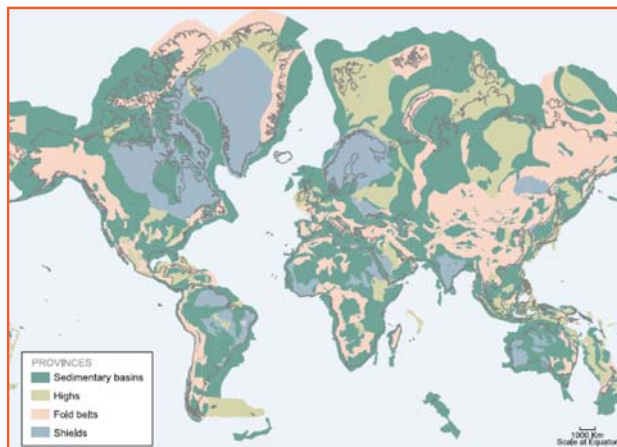 PROVINCES
Sedimentary basins
Highs
Fold belts
Shields
1000 Km
Scale at Equator